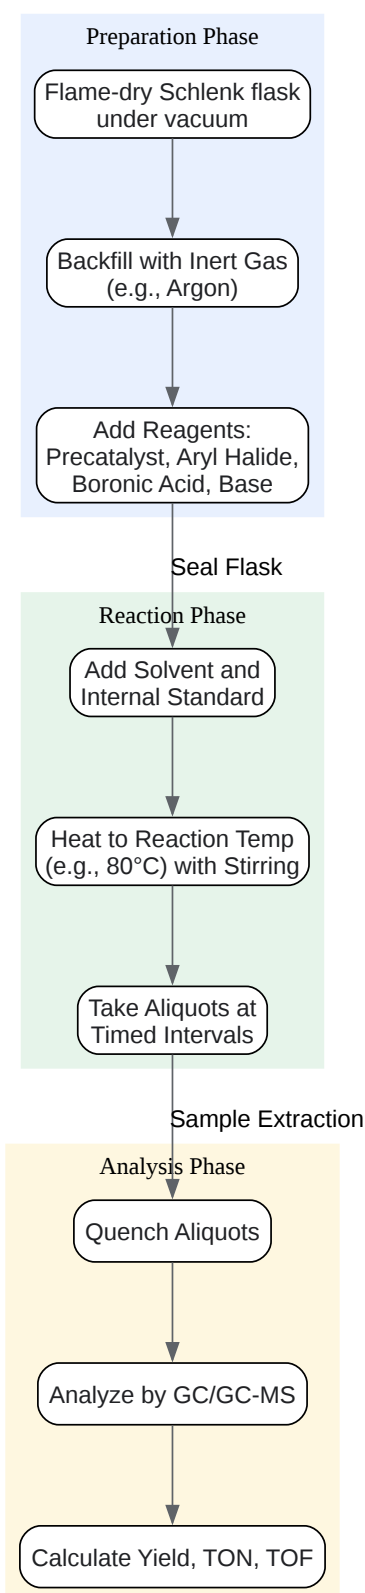 Preparation Phase
Flame-dry Schlenk flask
under vacuum
Backfill with Inert Gas
(e.g., Argon)
Add Reagents:
Precatalyst, Aryl Halide,
Boronic Acid, Base
Seal Flask
Reaction Phase
Add Solvent and
Internal Standard
Heat to Reaction Temp
(e.g., 80°C) with Stirring
Take Aliquots at
Timed Intervals
Sample Extraction
Analysis Phase
Quench Aliquots
Analyze by GC/GC-MS
Calculate Yield, TON, TOF